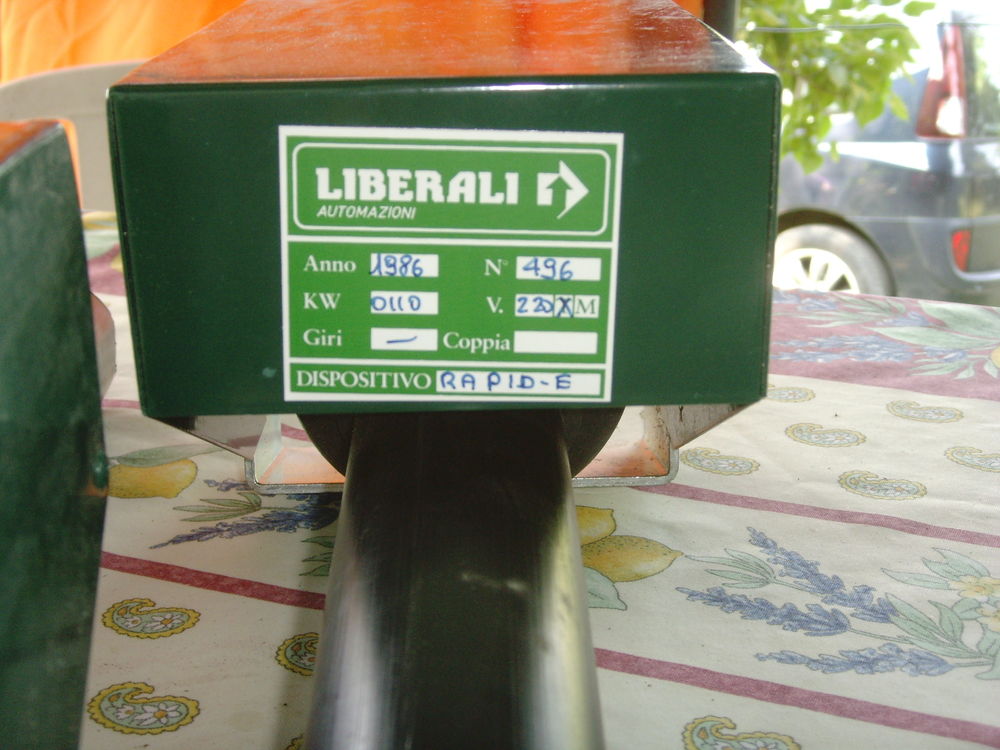 LIBERALI
AUTOMAZIONI
Anno 1986 N° 496
KW 0110 V. 220 X M
Giri — Coppia
DISPOSITIVO RAPID-E